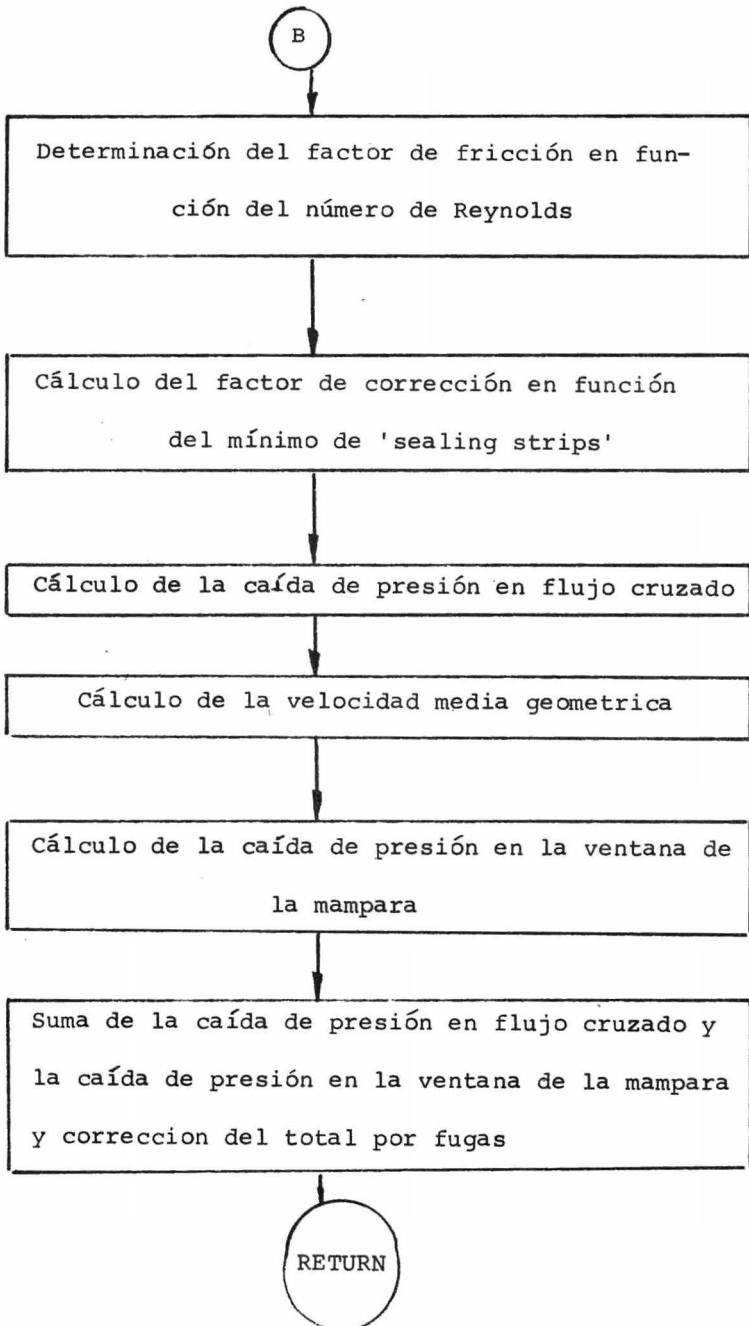 B
Determinación del factor de fricción en fun-
ción del número de Reynolds
Cálculo del factor de corrección en función
del mínimo de 'sealing strips'
Cálculo de la caída de presión en flujo cruzado
Cálculo de la velocidad media geometrica
Cálculo de la caída de presión en la ventana de
la mampara
Suma de la caída de presión en flujo cruzado y
la caída de presión en la ventana de la mampara
y correccion del total por fugas
RETURN